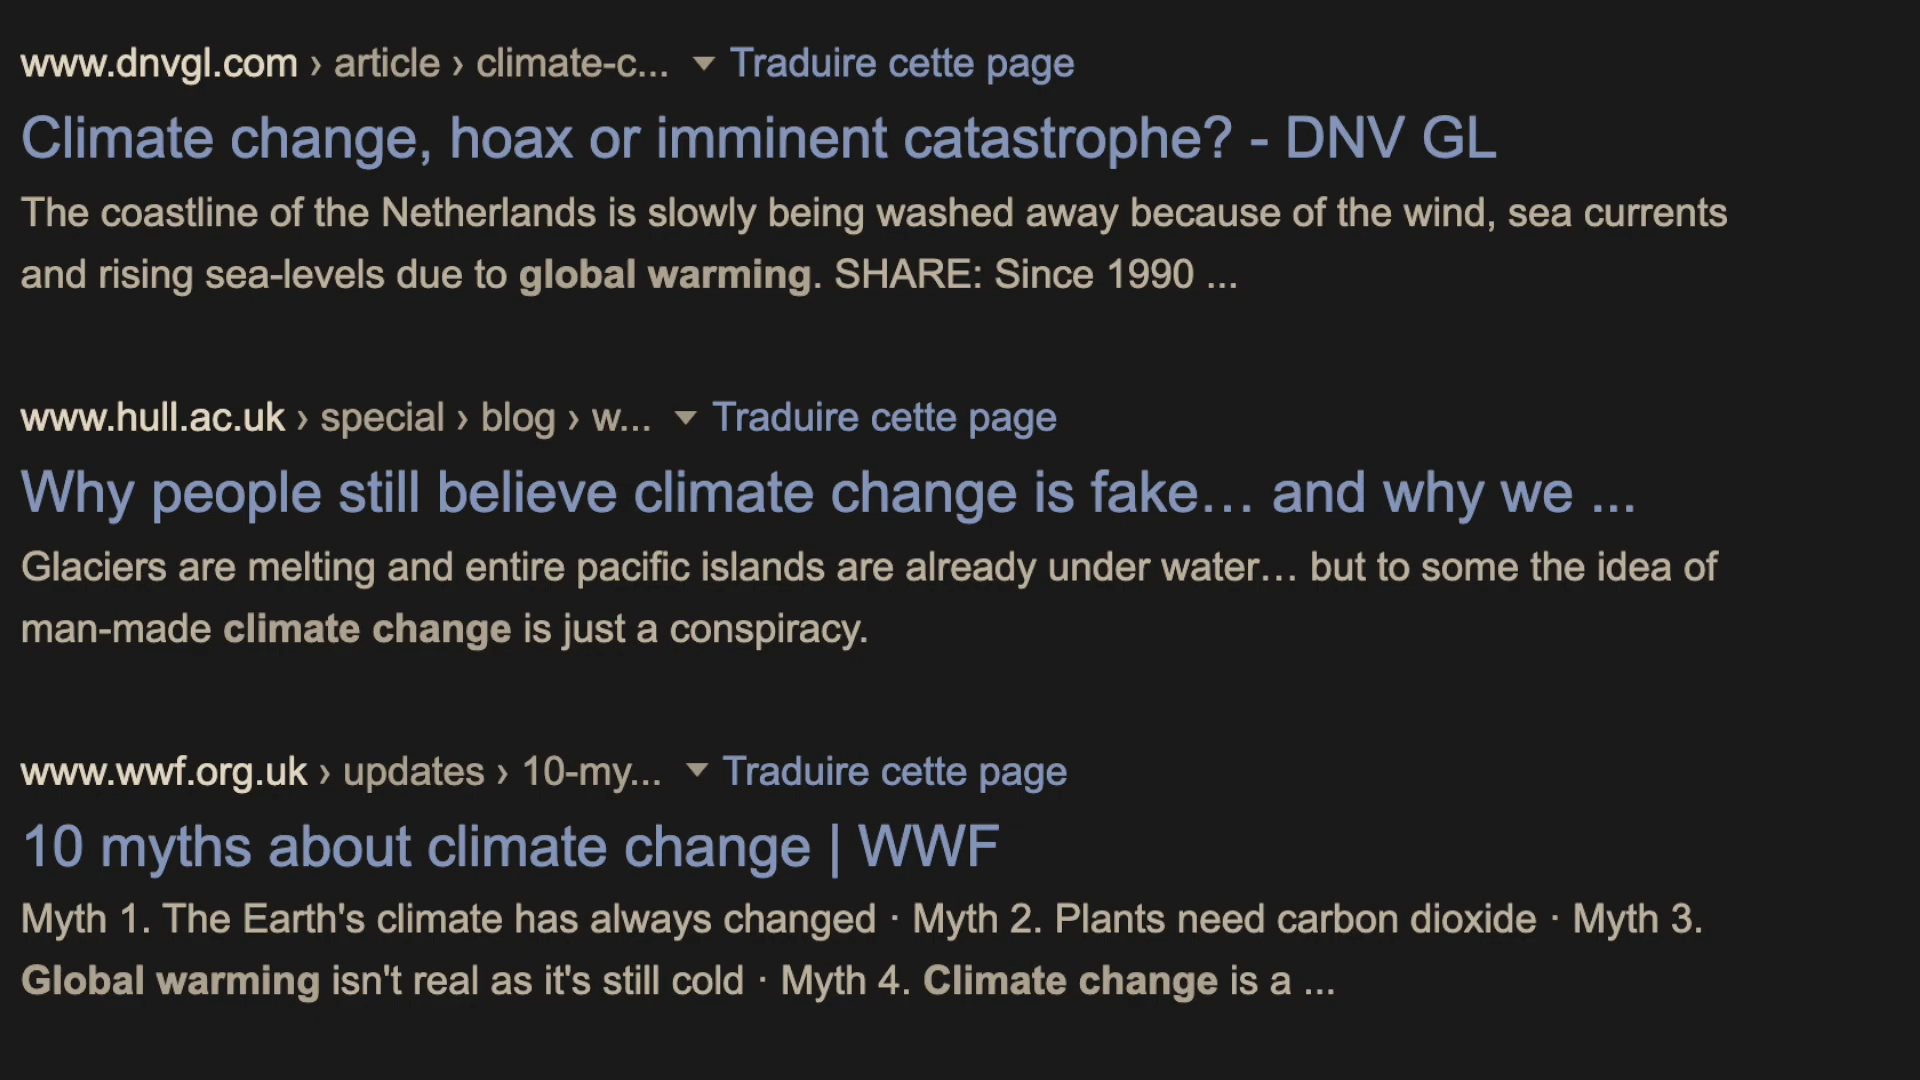 www.dnvgl.com › article › climate-c... ▼ Traduire cette page
Climate change, hoax or imminent catastrophe? - DNV GL
The coastline of the Netherlands is slowly being washed away because of the wind, sea currents
and rising sea-levels due to global warming. SHARE: Since 1990 ...
www.hull.ac.uk › special › blog › w... ▼ Traduire cette page
Why people still believe climate change is fake… and why we ...
Glaciers are melting and entire pacific islands are already under water… but to some the idea of
man-made climate change is just a conspiracy.
www.wwf.org.uk › updates › 10-my... ▼ Traduire cette page
10 myths about climate change | WWF
Myth 1. The Earth's climate has always changed · Myth 2. Plants need carbon dioxide · Myth 3.
Global warming isn't real as it's still cold · Myth 4. Climate change is a ...